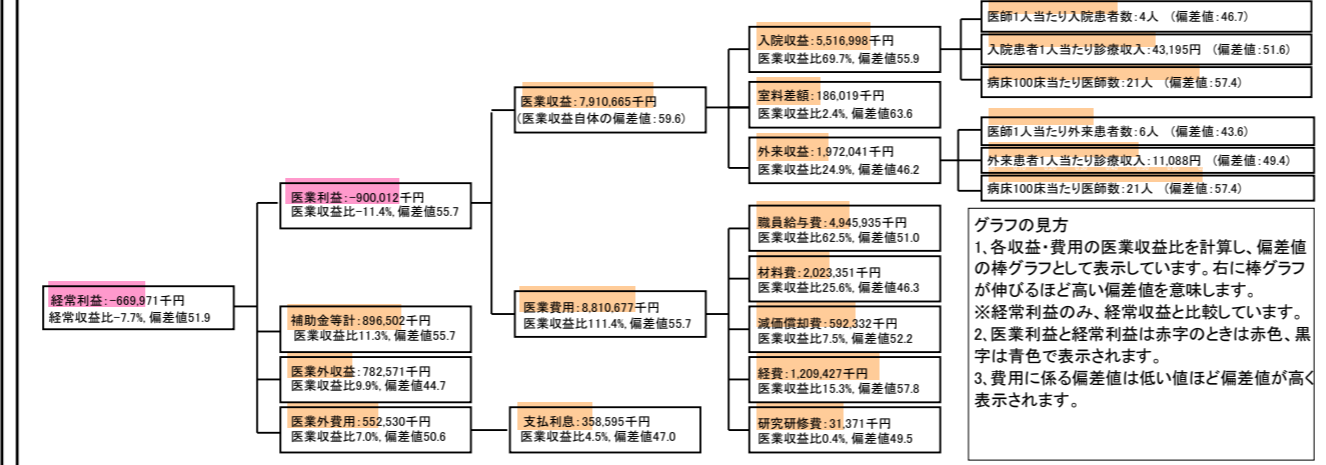 経常利益:-669,971千円
経常収支比-7.7%, 偏差値51.9
医業利益:-900,012千円
医業収益比-11.4%, 偏差値55.7
補助金等計:896,502千円
医業収益比11.3%, 偏差値55.7
医業外収益:782,571千円
医業収益比9.9%, 偏差値44.7
医業外費用:552,530千円
医業収益比7.0%, 偏差値50.6
支払利息:358,595千円
医業収益比4.5%, 偏差値47.0
医業収益:7,910,665千円
(医業収益自体の偏差値:59.6)
医業費用:8,810,677千円
医業収益比111.4%, 偏差値55.7
入院収益:5,516,998千円
医業収益比69.7%, 偏差値55.9
室料差額:186,019千円
医業収益比2.4%, 偏差値63.6
外来収益:1,972,041千円
医業収益比24.9%, 偏差値46.2
職員給与費:4,945,935千円
医業収益比62.5%, 偏差値51.0
材料費:2,023,351千円
医業収益比25.6%, 偏差値46.3
減価償却費:592,332千円
医業収益比7.5%, 偏差値52.2
経費:1,209,427千円
医業収益比15.3%, 偏差値57.8
研究研修費:31,371千円
医業収益比0.4%, 偏差値49.5
医師1人当たり入院患者数:4人 (偏差値:46.7)
入院患者1人当たり診療収入:43,195円 (偏差値:51.6)
病床100床当たり医師数:21人 (偏差値:57.4)
医師1人当たり外来患者数:6人 (偏差値:43.6)
外来患者1人当たり診療収入:11,088円 (偏差値:49.4)
病床100床当たり医師数:21人 (偏差値:57.4)
グラフの見方
1、各収益・費用の医業収益比を計算し、偏差値
の棒グラフとして表示しています。右に棒グラフ
が伸びるほど高い偏差値を意味します。
※経常利益のみ、経常収益と比較しています。
2、医業利益と経常利益は赤字のときは赤色、黒
字は青色で表示されます。
3、費用に係る偏差値は低い値ほど偏差値が高く
表示されます。